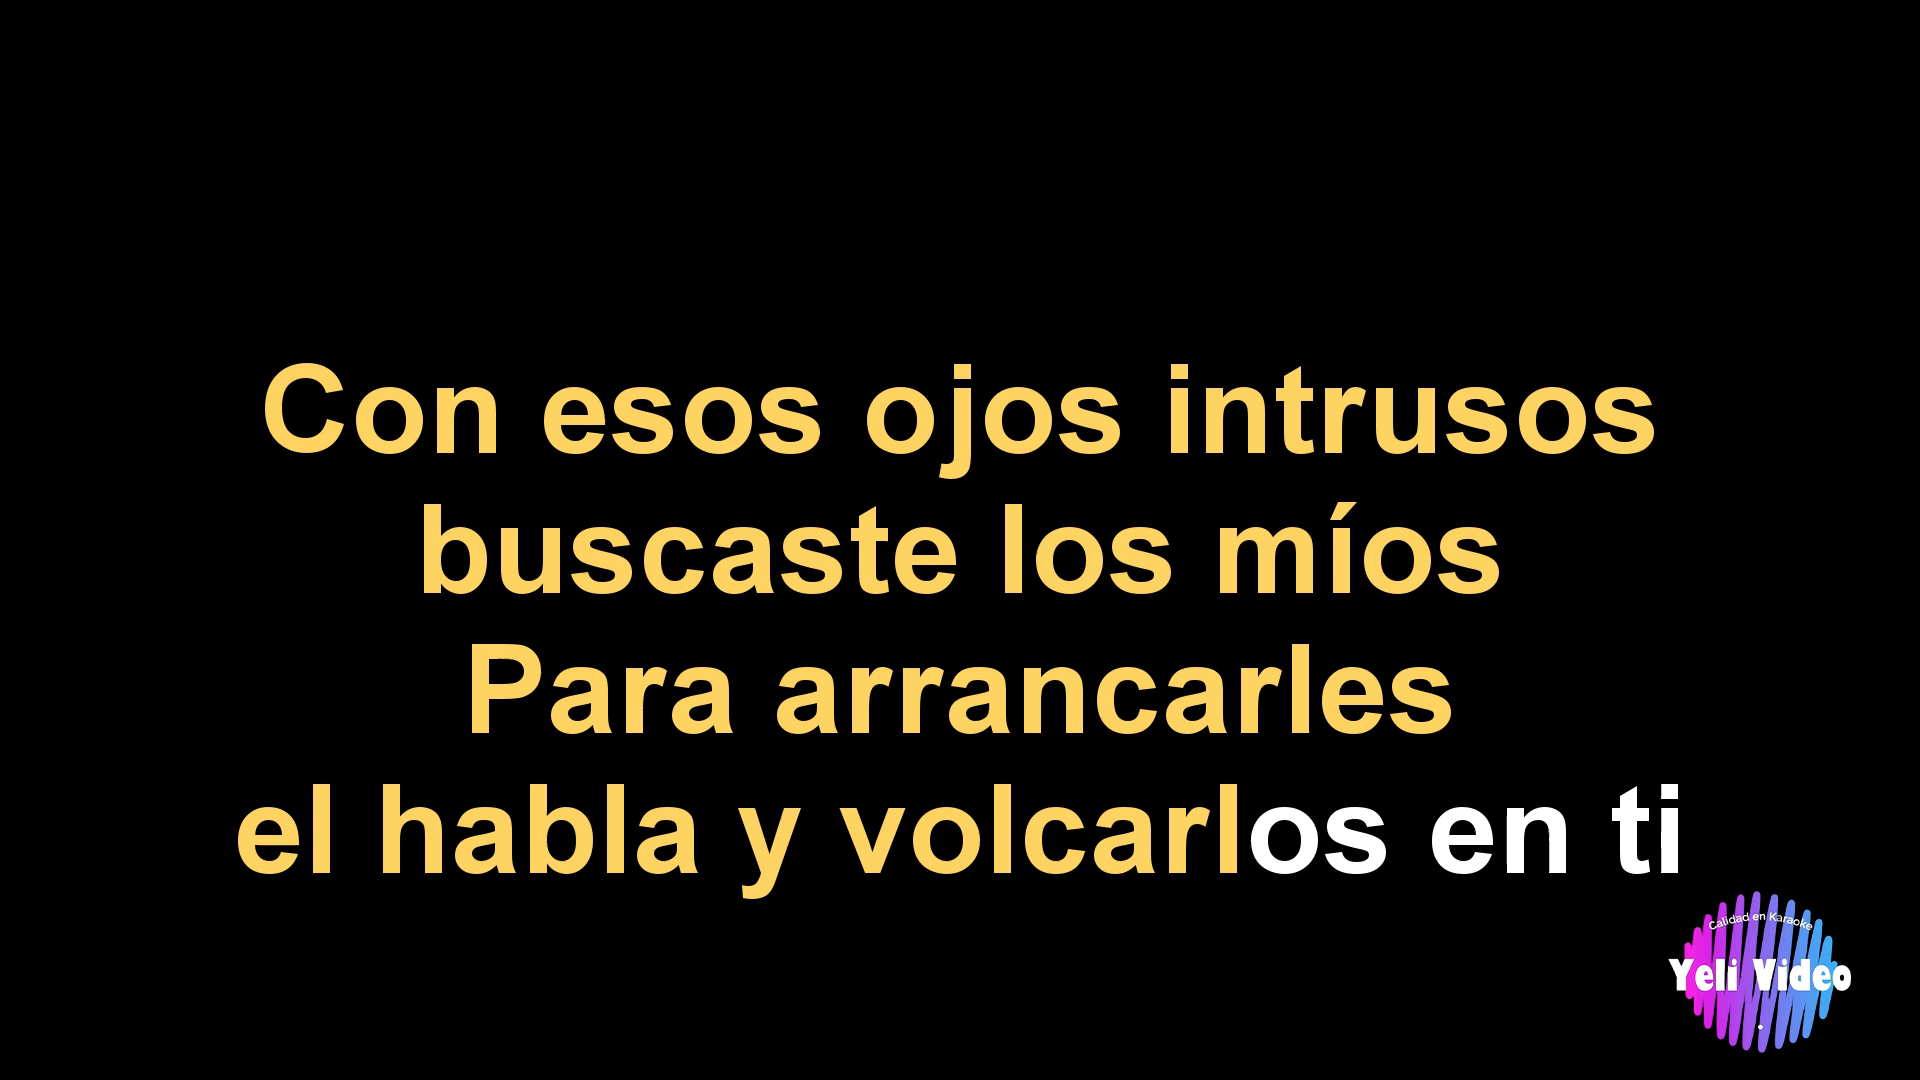 Con esos ojos intrusos
buscaste los míos
Para arrancarles
el habla y volcarlos en ti
Calidad en Karaoke
Yeli Video